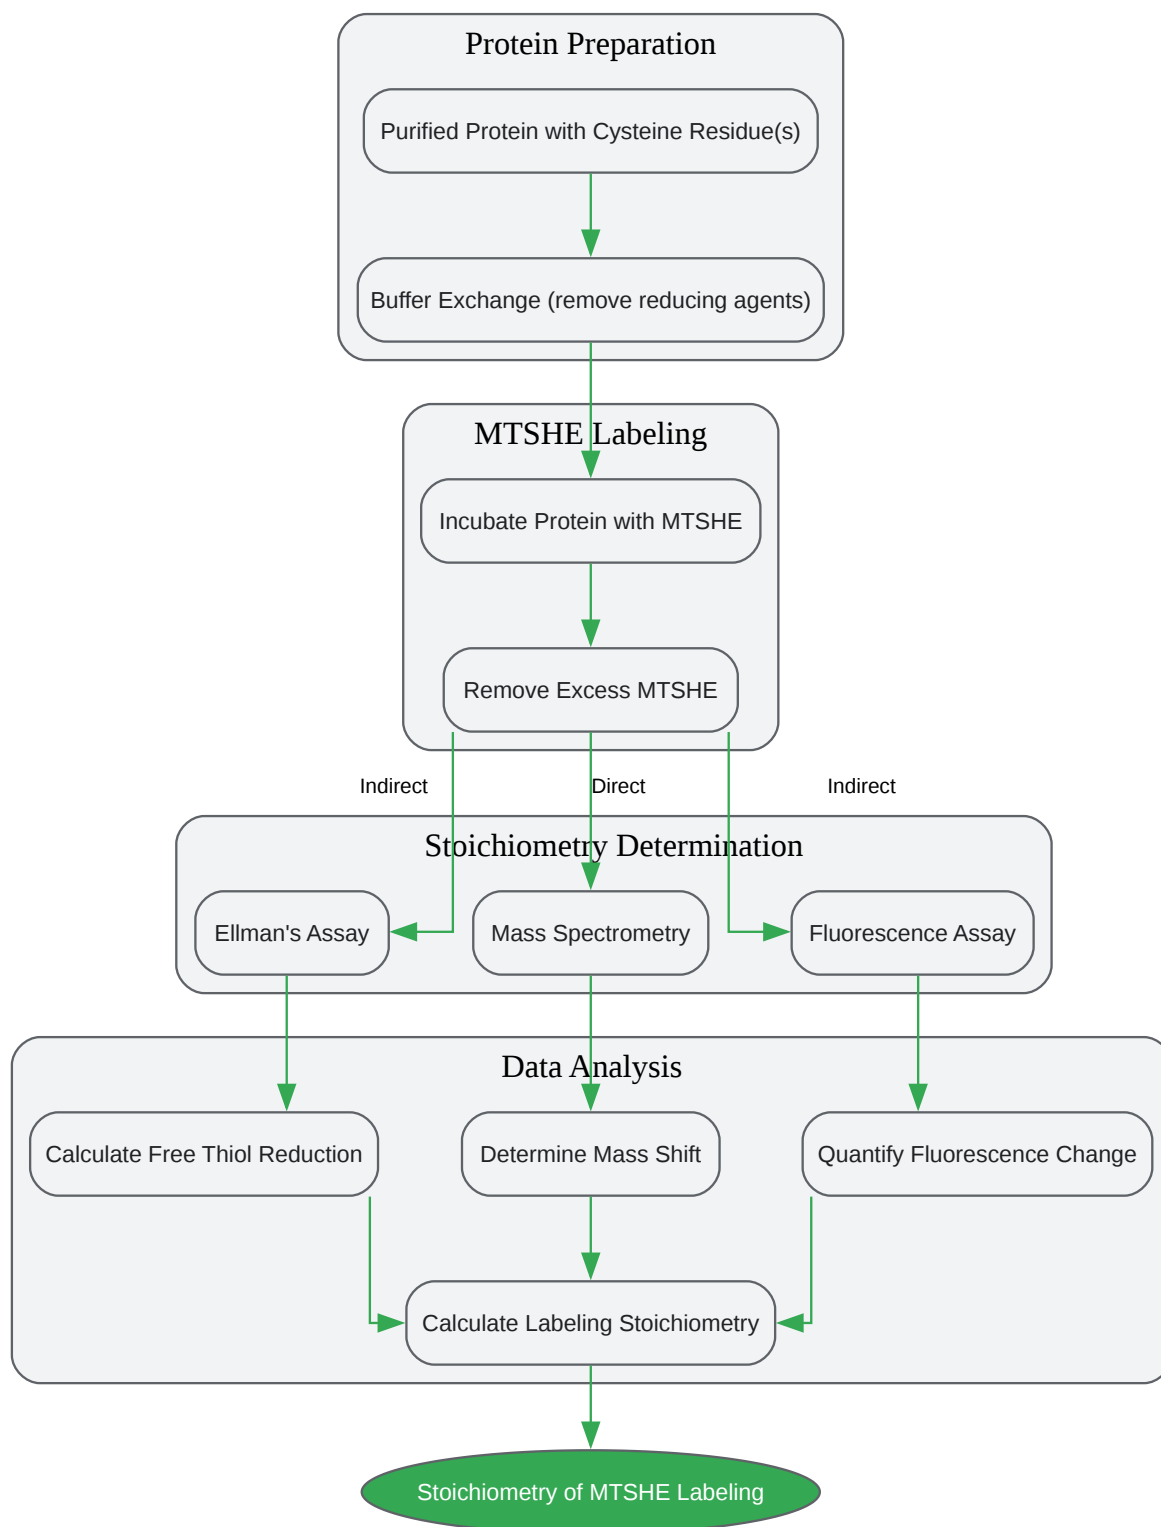 Protein Preparation
Purified Protein with Cysteine Residue(s)
Buffer Exchange (remove reducing agents)
MTSHE Labeling
Incubate Protein with MTSHE
Remove Excess MTSHE
Indirect
Direct
Indirect
Stoichiometry Determination
Ellman's Assay
Mass Spectrometry
Fluorescence Assay
Data Analysis
Calculate Free Thiol Reduction
Determine Mass Shift
Quantify Fluorescence Change
Calculate Labeling Stoichiometry
Stoichiometry of MTSHE Labeling